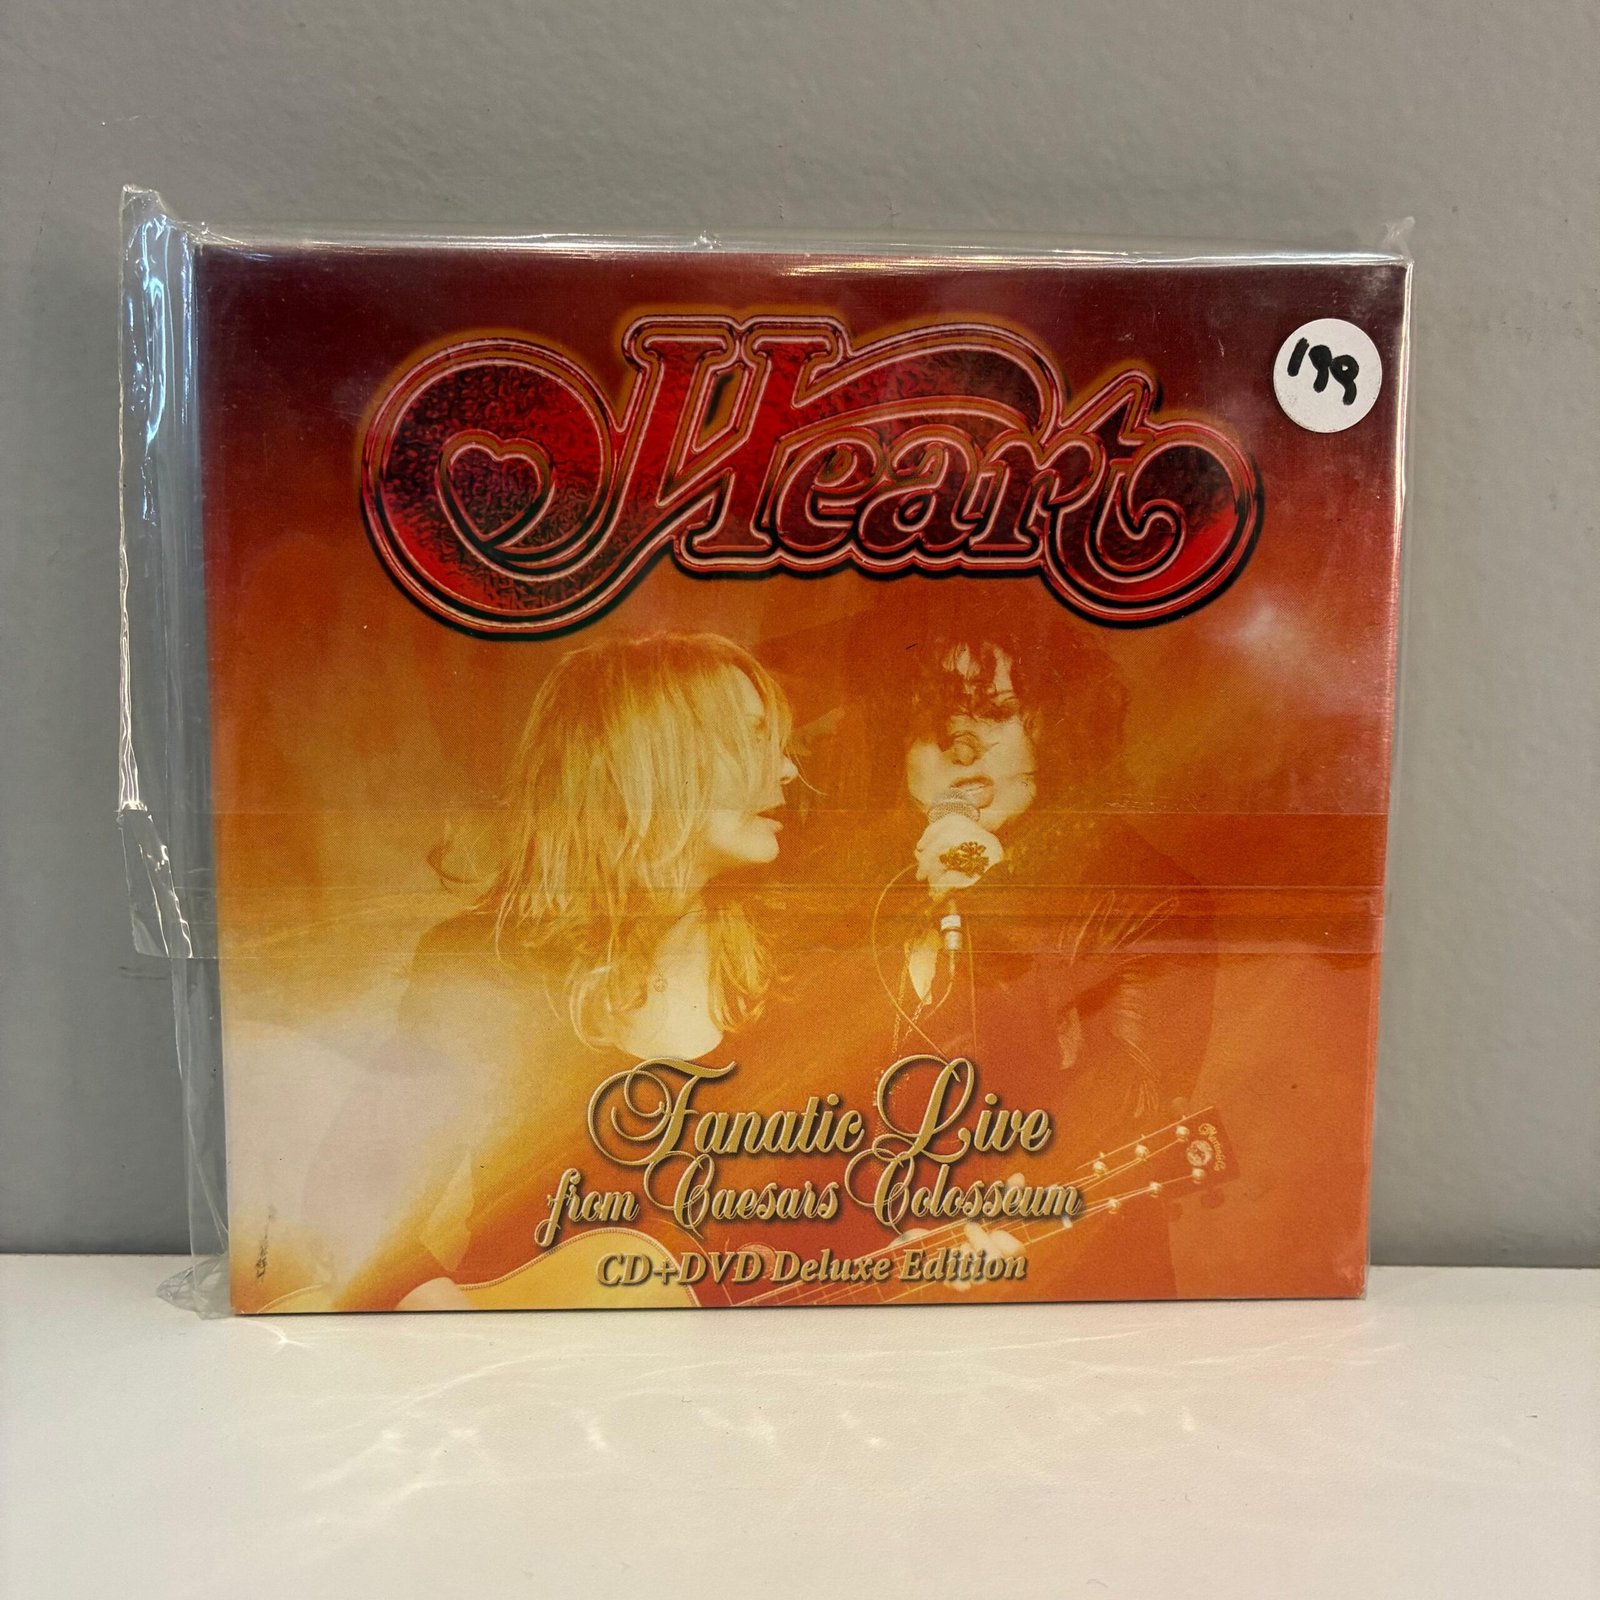 Heart
199
Fanatic Live
from Caesars Colosseum
CD+DVD Deluxe Edition